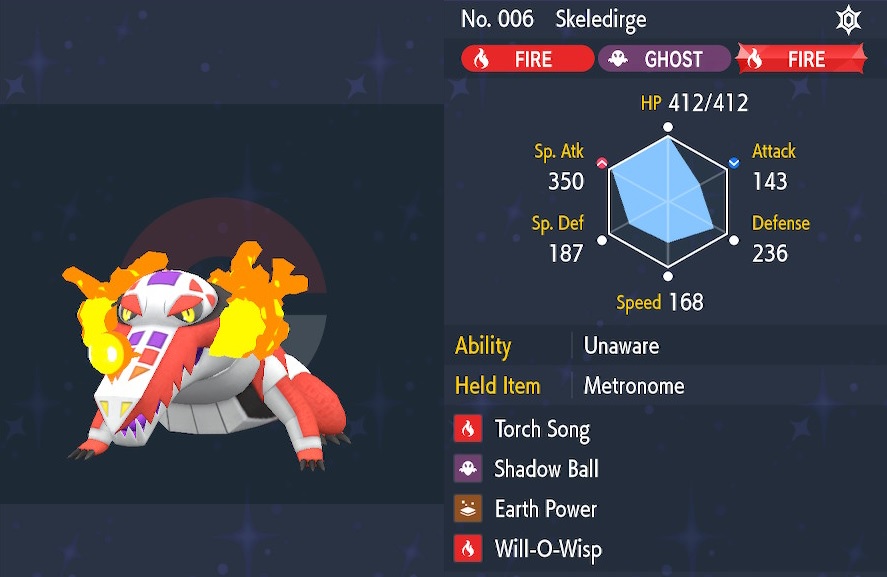 No. 006 Skeledirge
FIRE GHOST FIRE
HP 412/412
Sp. Atk
350
Attack
143
Sp. Def
187
Defense
236
Speed 168
Ability Unaware
Held Item Metronome
Torch Song
Shadow Ball
Earth Power
Will-O-Wisp